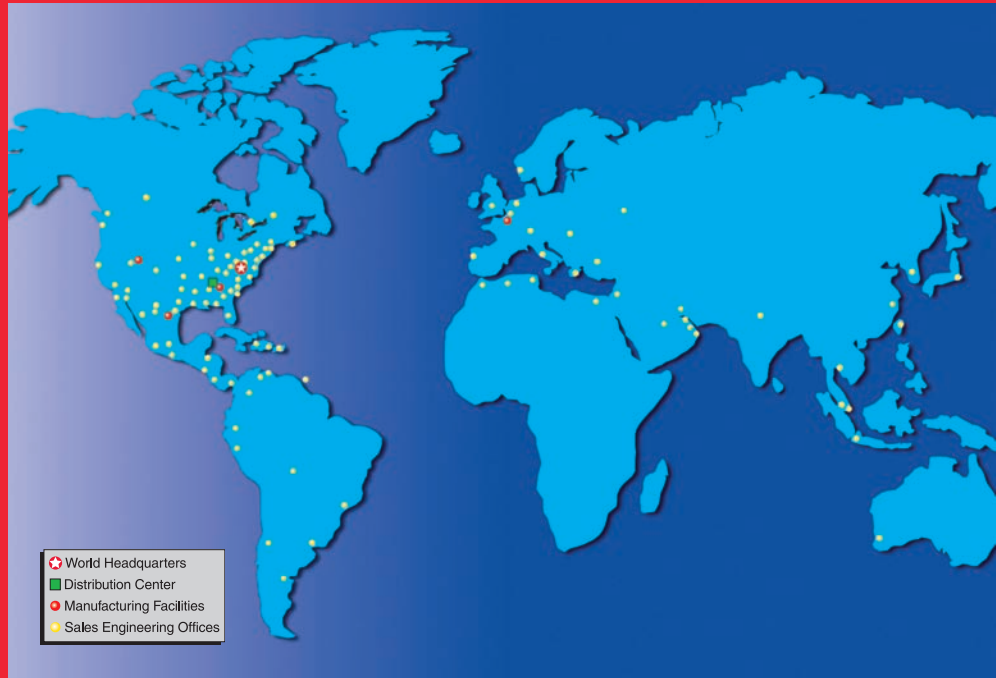 World Headquarters
Distribution Center
Manufacturing Facilities
Sales Engineering Offices